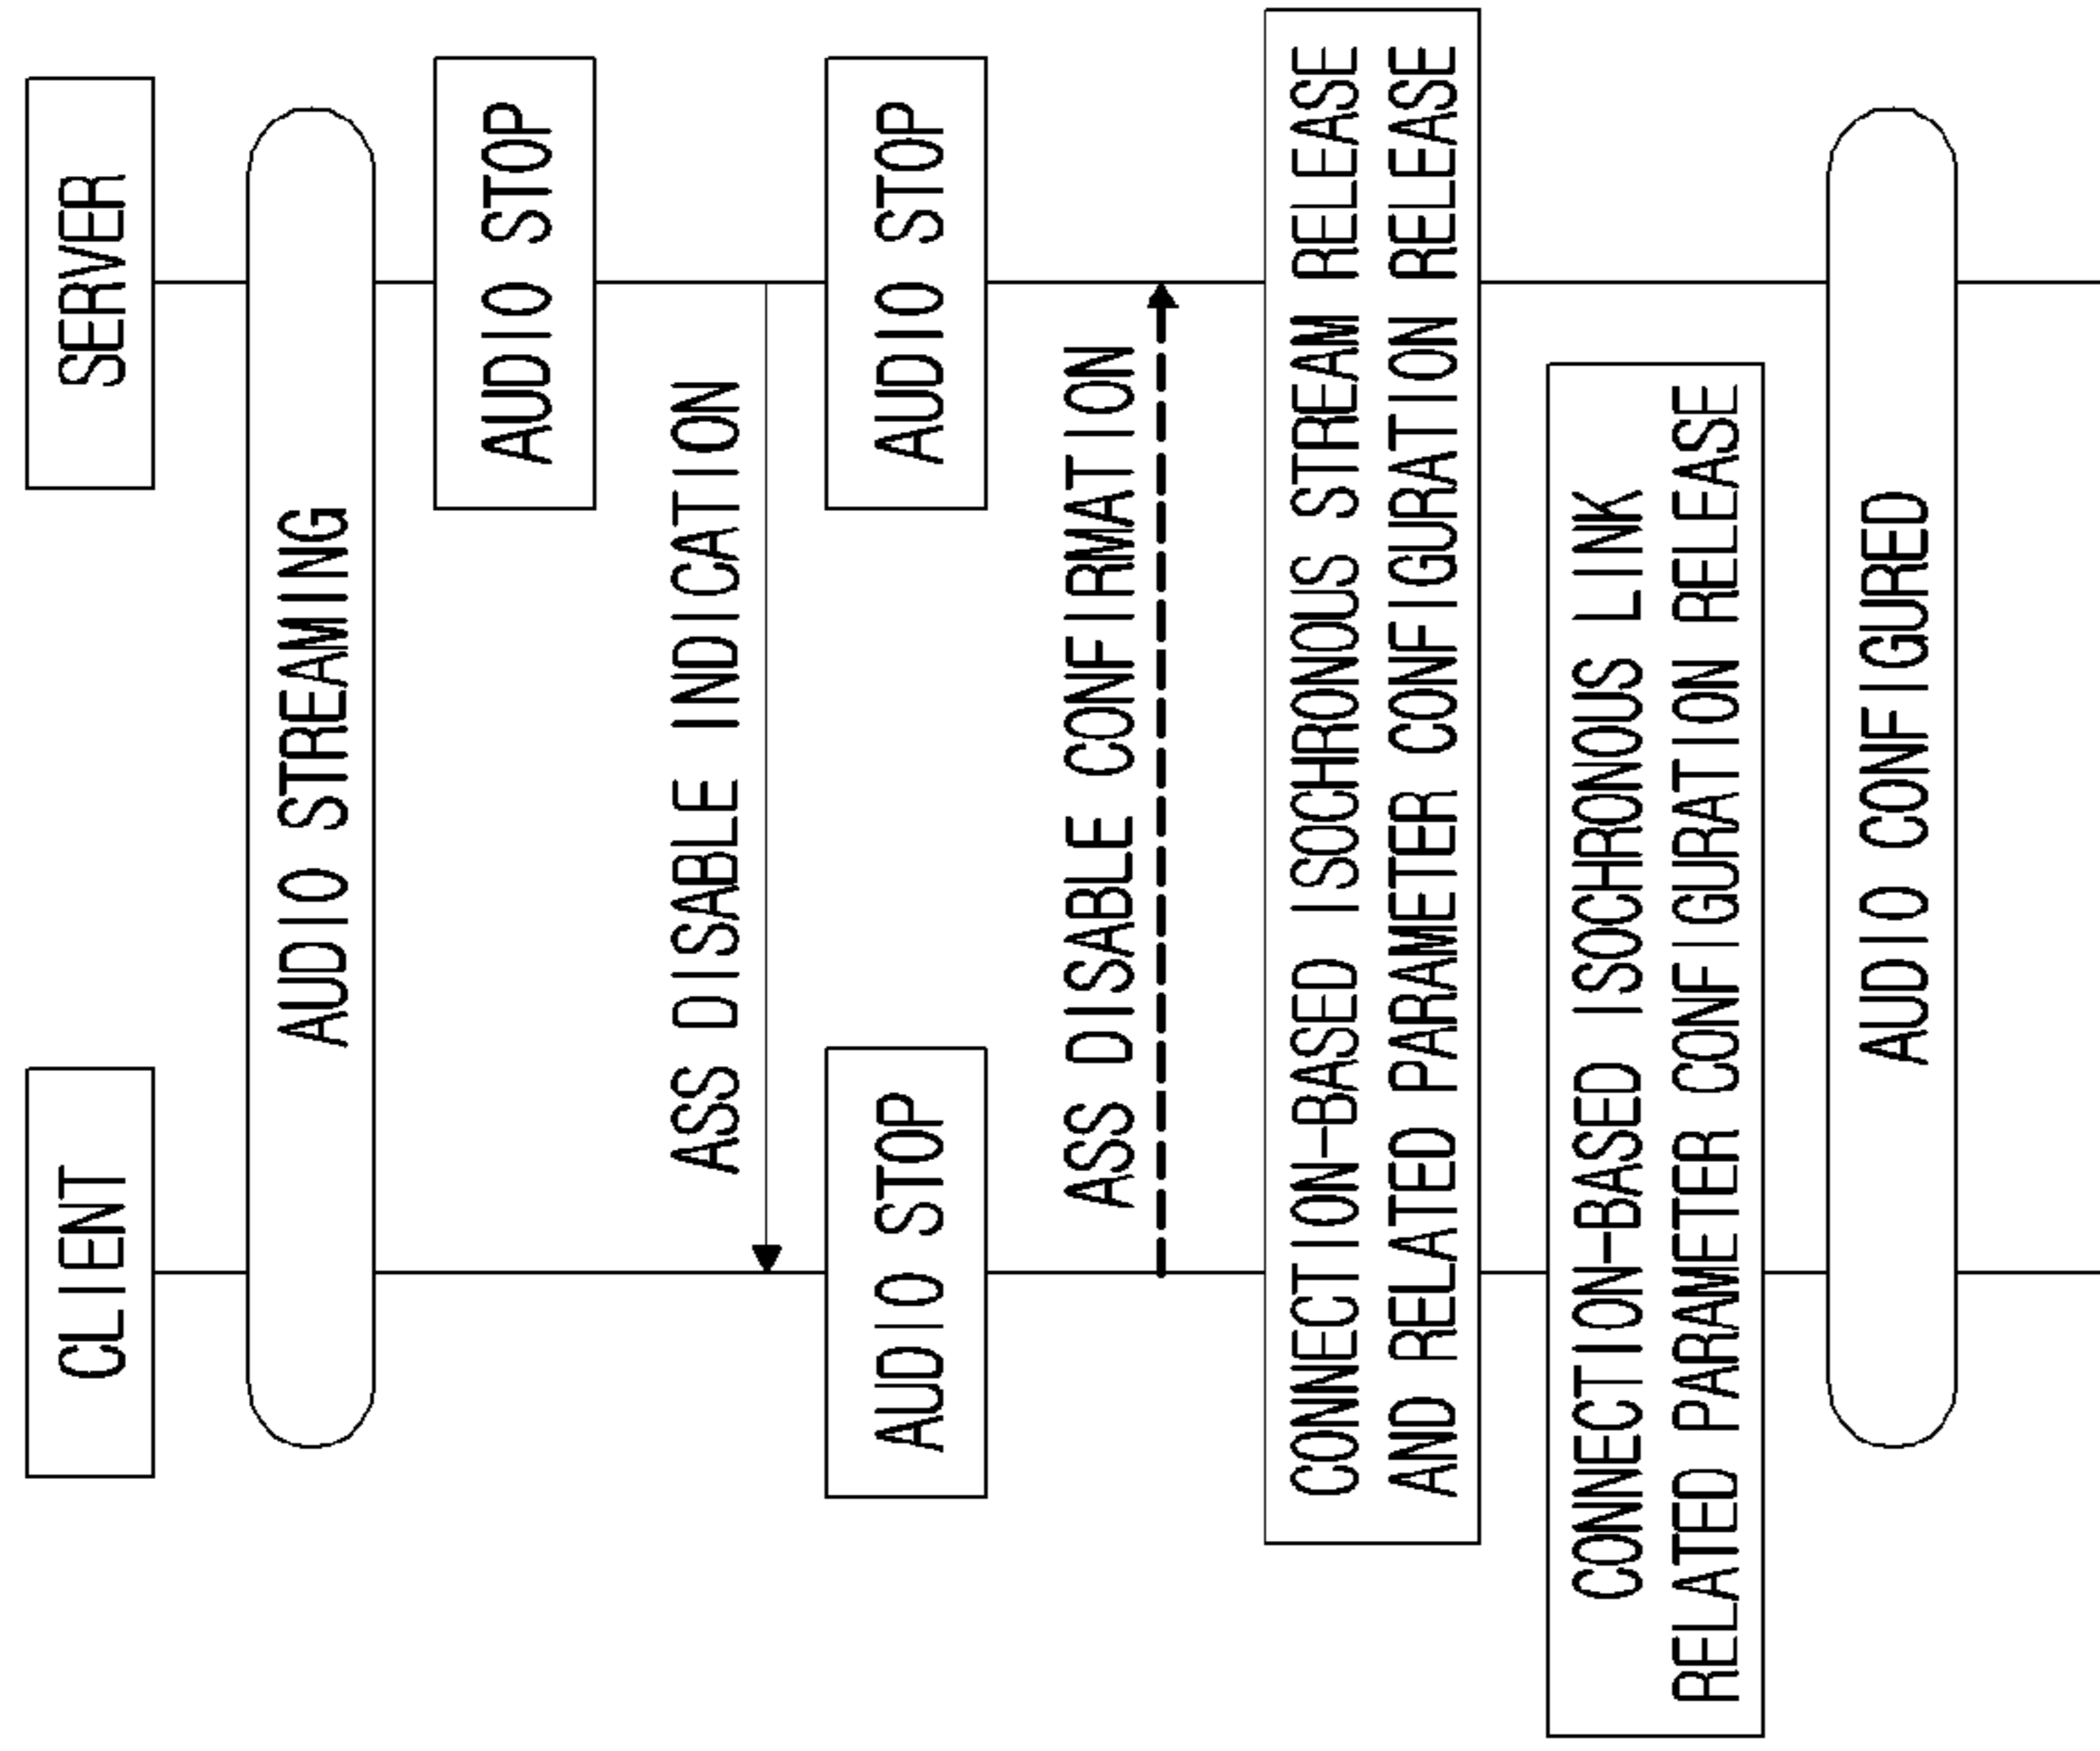 CLIENT
SERVER
AUDIO STREAMING
AUDIO STOP
ASS DISABLE INDICATION
AUDIO STOP
AUDIO STOP
ASS DISABLE CONFIRMATION
CONNECTION-BASED ISOCHRONOUS STREAM RELEASE
AND RELATED PARAMETER CONFIGURATION RELEASE
CONNECTION-BASED ISOCHRONOUS LINK
RELATED PARAMETER CONFIGURATION RELEASE
AUDIO CONFIGURED